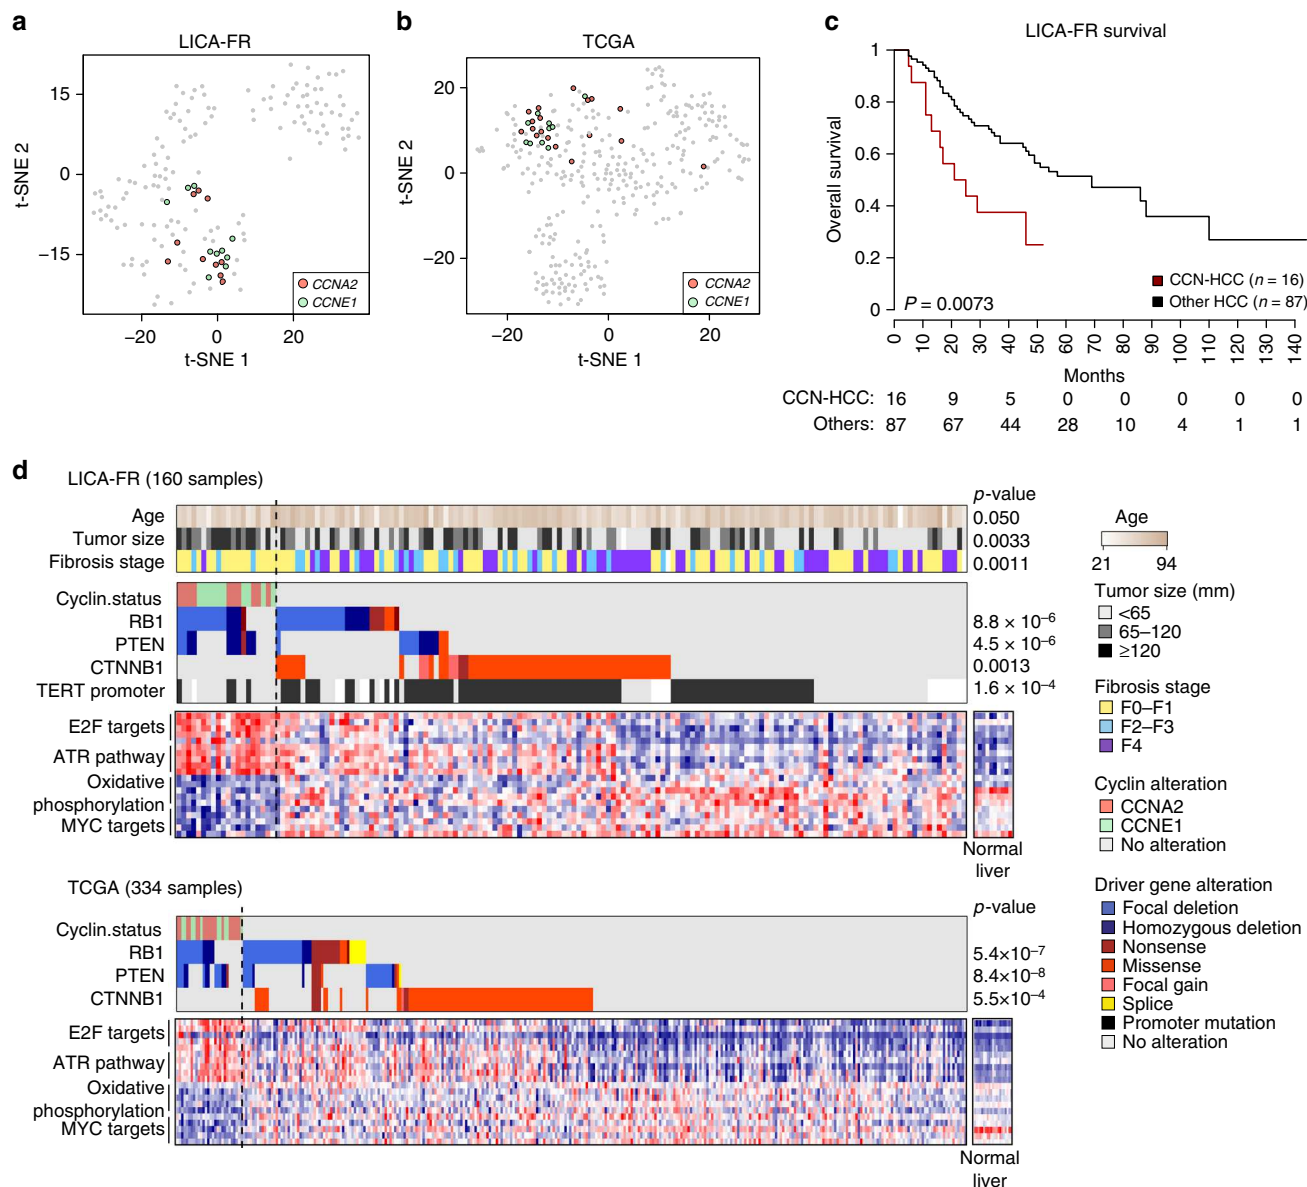 a
LICA-FR
15
0
−15
t-SNE 2
−20
0
20
t-SNE 1
CCNA2
CCNE1
b
TCGA
20
0
−20
t-SNE 2
−20
0
20
t-SNE 1
CCNA2
CCNE1
c
LICA-FR survival
1
0.8
0.6
0.4
0.2
0
Overall survival
P = 0.0073
CCN-HCC (n = 16)
Other HCC (n = 87)
0 10 20 30 40 50 60 70 80 90 100 110 120 130 140
Months
CCN-HCC: 16 9 5 0 0 0 0 0
Others: 87 67 44 28 10 4 1 1
d
LICA-FR (160 samples)
p-value
Age 0.050
Tumor size 0.0033
Fibrosis stage 0.0011
Cyclin.status
RB1 8.8 × 10⁻⁶
PTEN 4.5 × 10⁻⁶
CTNNB1 0.0013
TERT promoter 1.6 × 10⁻⁴
E2F targets
ATR pathway
Oxidative
phosphorylation
MYC targets
Normal
liver
TCGA (334 samples)
p-value
Cyclin.status
RB1 5.4×10⁻⁷
PTEN 8.4×10⁻⁸
CTNNB1 5.5×10⁻⁴
E2F targets
ATR pathway
Oxidative
phosphorylation
MYC targets
Normal
liver
Age
21 94
Tumor size (mm)
<65
65–120
≥120
Fibrosis stage
F0–F1
F2–F3
F4
Cyclin alteration
CCNA2
CCNE1
No alteration
Driver gene alteration
Focal deletion
Homozygous deletion
Nonsense
Missense
Focal gain
Splice
Promoter mutation
No alteration